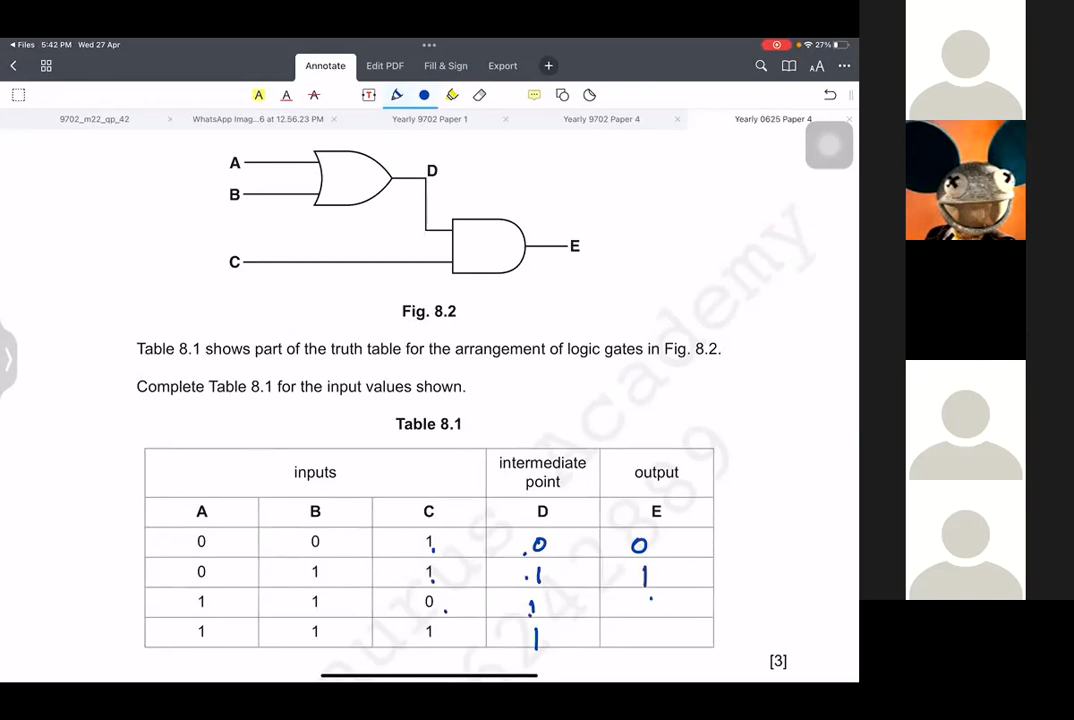 Files 5:42 PM Wed 27 Apr 27%
Annotate Edit PDF Fill & Sign Export
9702_m22_qp_42 WhatsApp Imag...6 at 12.56.23 PM Yearly 9702 Paper 1 Yearly 9702 Paper 4 Yearly 0625 Paper 4
A
D
B
E
C
Fig. 8.2
Table 8.1 shows part of the truth table for the arrangement of logic gates in Fig. 8.2.
Complete Table 8.1 for the input values shown.
Table 8.1
inputs intermediate point output
A B C D E
0 0 1 0 0
0 1 1 1 1
1 1 0 1
1 1 1 1
[3]
Academy
6242889